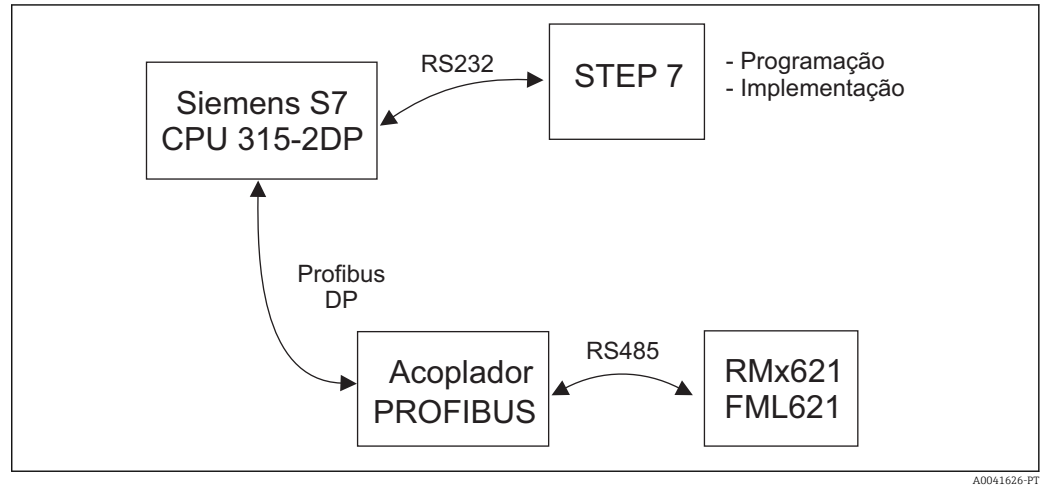 Siemens S7
CPU 315-2DP
RS232
STEP 7
- Programação
- Implementação
Profibus
DP
Acoplador
PROFIBUS
RS485
RMx621
FML621
A0041626-PT